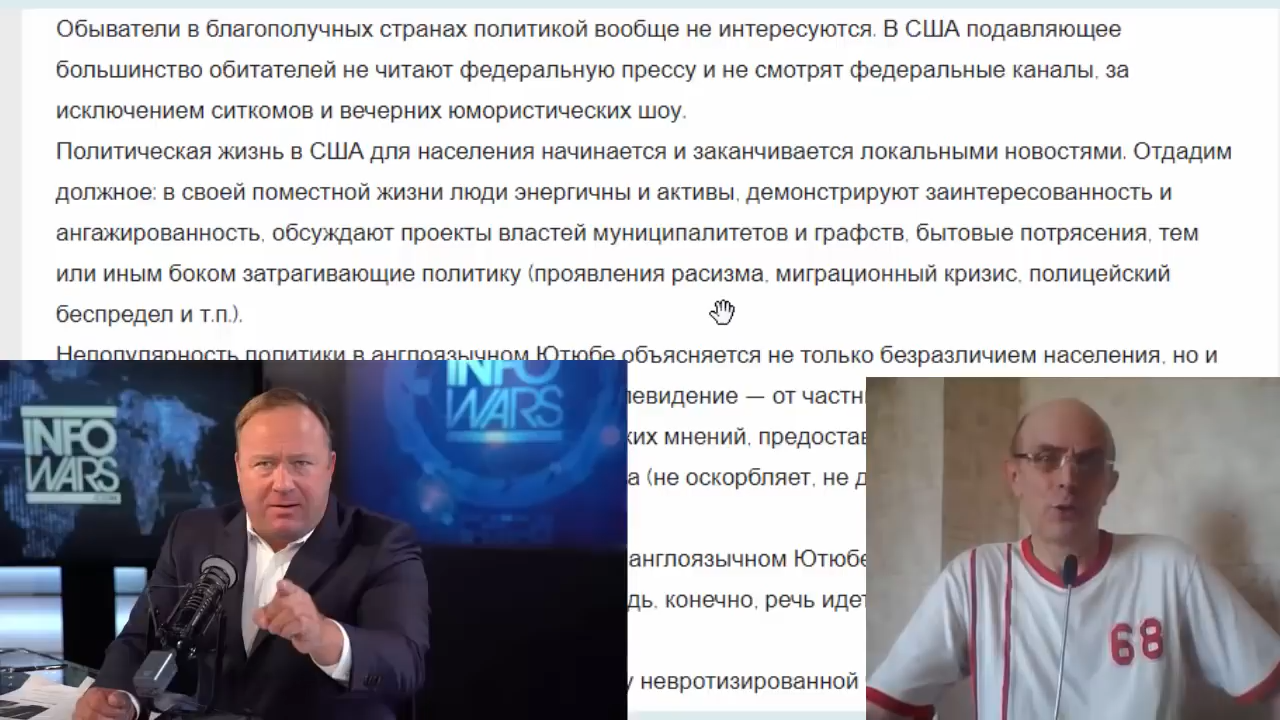 Обыватели в благополучных странах политикой вообще не интересуются. В США подавляющее
большинство обитателей не читают федеральную прессу и не смотрят федеральные каналы, за
исключением ситкомов и вечерних юмористических шоу.
Политическая жизнь в США для населения начинается и заканчивается локальными новостями. Отдадим
должное: в своей поместной жизни люди энергичны и активы, демонстрируют заинтересованность и
ангажированность, обсуждают проекты властей муниципалитетов и графств, бытовые потрясения, тем
или иным боком затрагивающие политику (проявления расизма, миграционный кризис, полицейский
беспредел и т.п.).
Непопулярность политики в англоязычном Ютюбе объясняется не только безразличием населения, но и
левидение — от частн
ких мнений, предостав
а (не оскорбляет, не д
англоязычном Ютюбе
дь, конечно, речь идет
у невротизированной
INFO
WARS
.COM
INFO
WARS
68